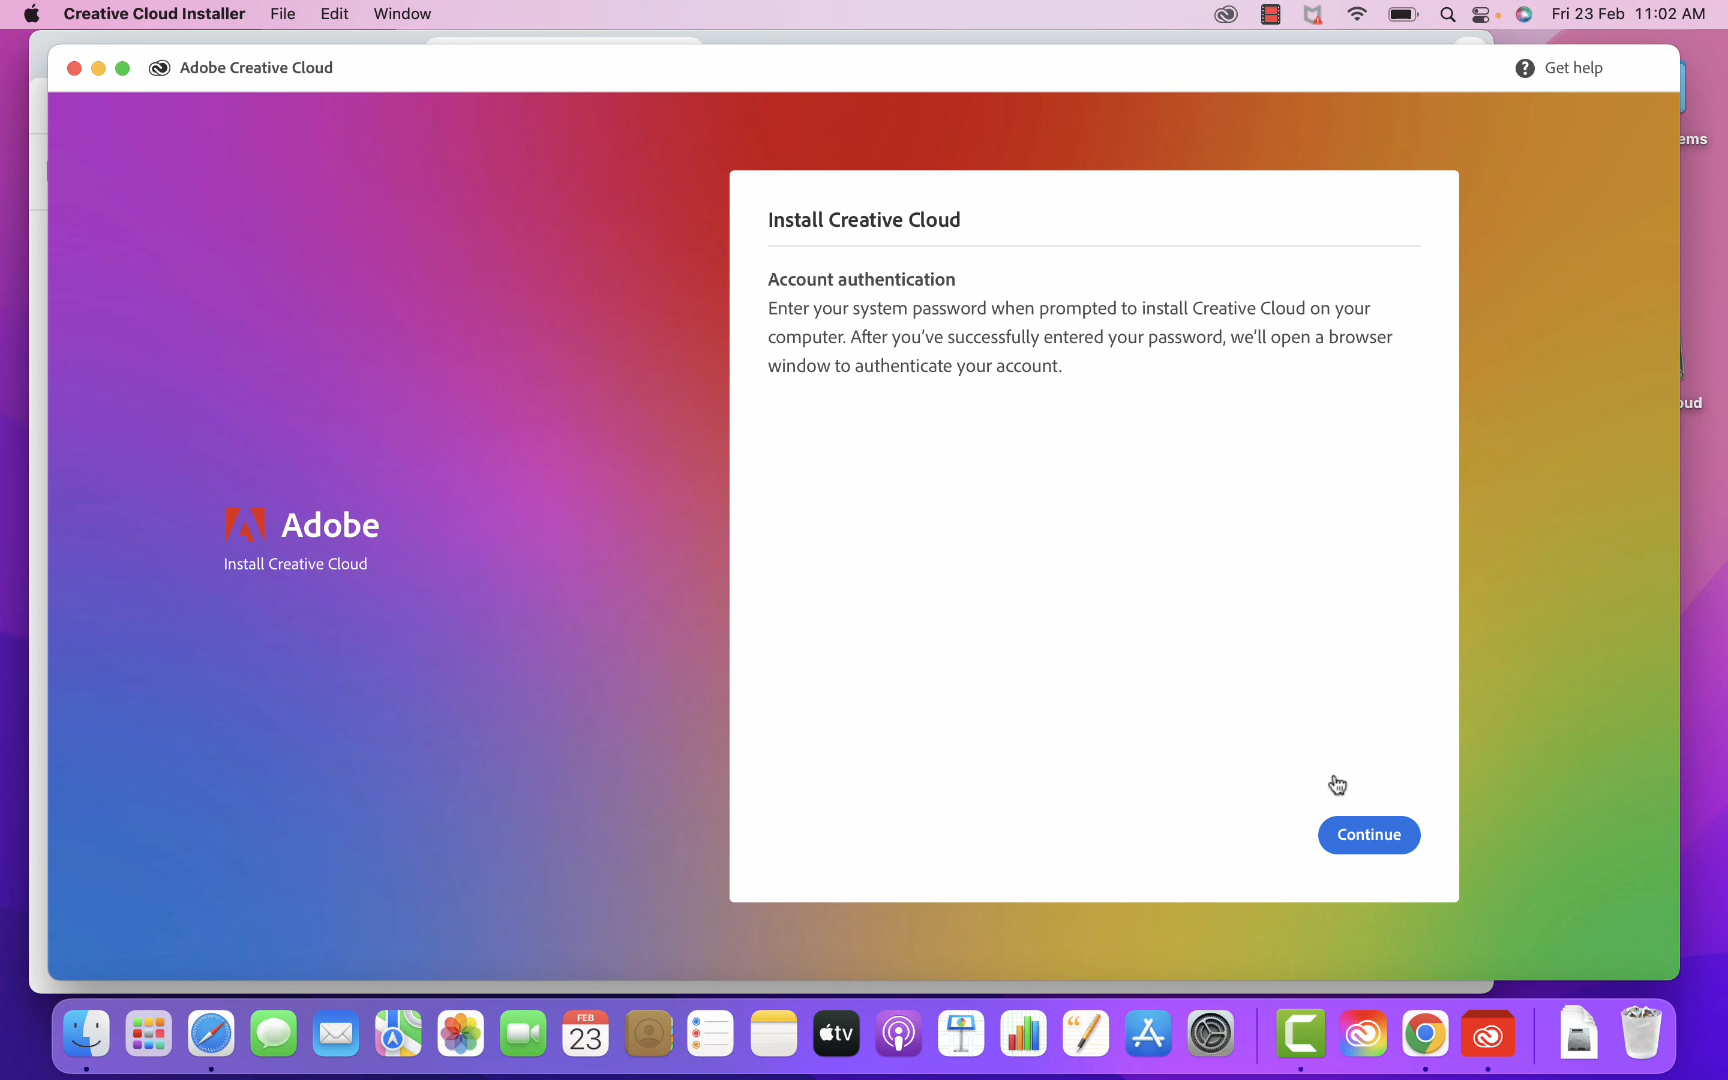 Creative Cloud Installer File Edit Window Fri 23 Feb 11:02 AM
Adobe Creative Cloud
Get help
ems
Install Creative Cloud
Account authentication
Enter your system password when prompted to install Creative Cloud on your
computer. After you've successfully entered your password, we'll open a browser
window to authenticate your account.
oud
Adobe
Install Creative Cloud
Continue
FEB
23
tv